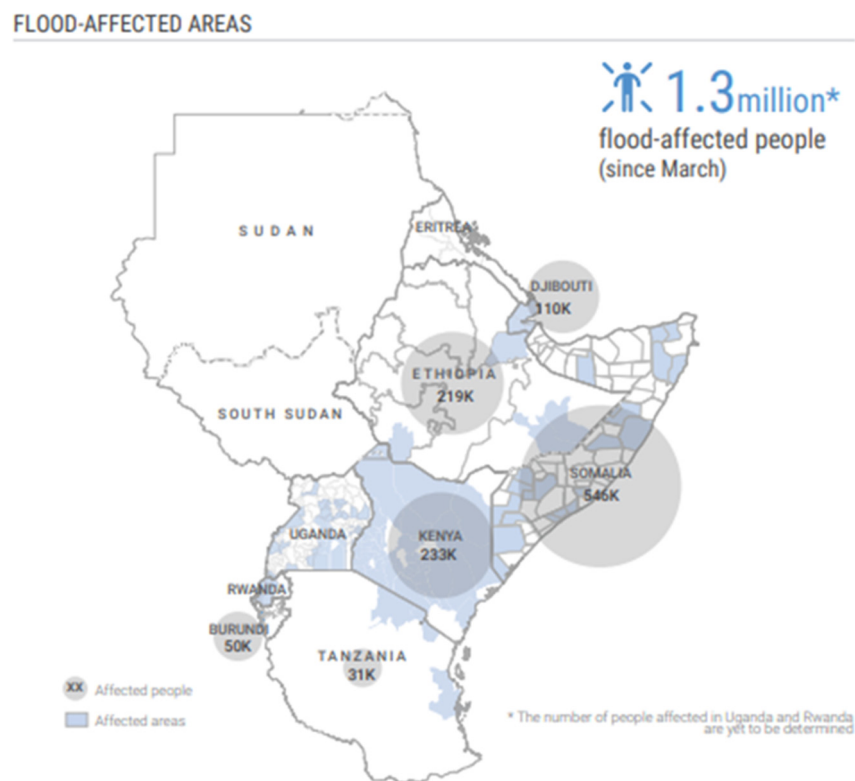 FLOOD-AFFECTED AREAS
1.3 million*
flood-affected people
(since March)
SUDAN
ERITREA
DJIBOUTI
110K
ETHIOPIA
219K
SOUTH SUDAN
SOMALIA
546K
UGANDA
KENYA
233K
RWANDA
BURUNDI
50K
TANZANIA
31K
XX Affected people
Affected areas
* The number of people affected in Uganda and Rwanda
are yet to be determined